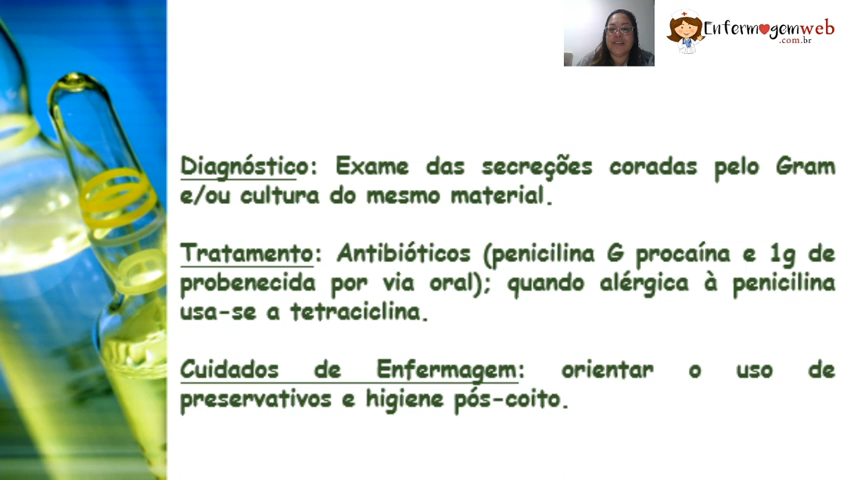 Enfermagemweb
.com.br
Diagnóstico: Exame das secreções coradas pelo Gram
e/ou cultura do mesmo material.
Tratamento: Antibióticos (penicilina G procaína e 1g de
probenecida por via oral); quando alérgica à penicilina
usa-se a tetraciclina.
Cuidados de Enfermagem: orientar o uso de
preservativos e higiene pós-coito.